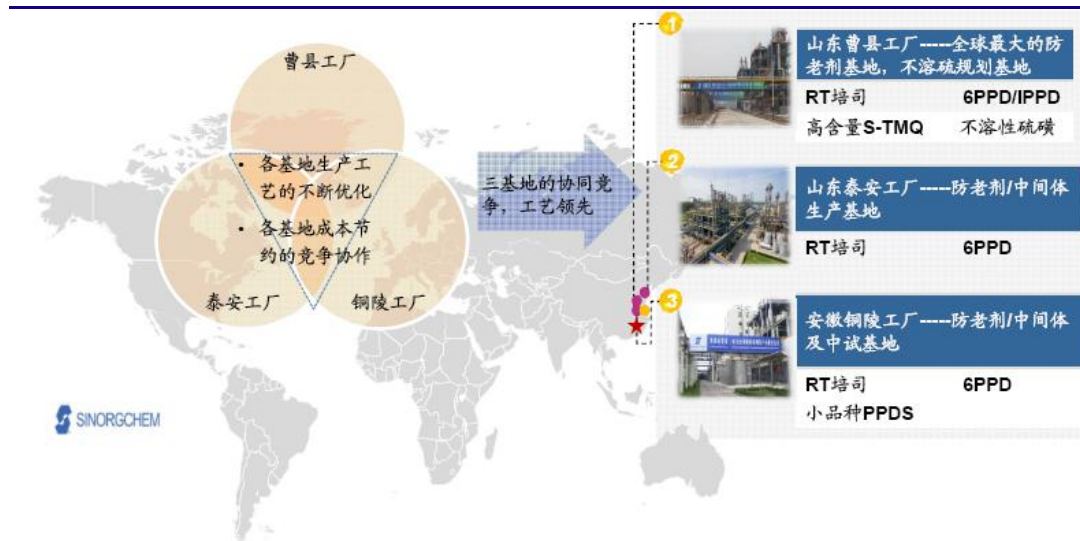 曹县工厂
• 各基地生产工
艺的不断优化
• 各基地成本节
约的竞争协作
泰安工厂
铜陵工厂
三基地的协同竞
争，工艺领先
SINORGCHEM
1
山东曹县工厂-----全球最大的防
老剂基地，不溶硫规划基地
RT培司 6PPD/IPPD
高含量S-TMQ 不溶性硫磺
2
山东泰安工厂-----防老剂/中间体
生产基地
RT培司 6PPD
3
安徽铜陵工厂-----防老剂/中间体
及中试基地
RT培司 6PPD
小品种PPDS